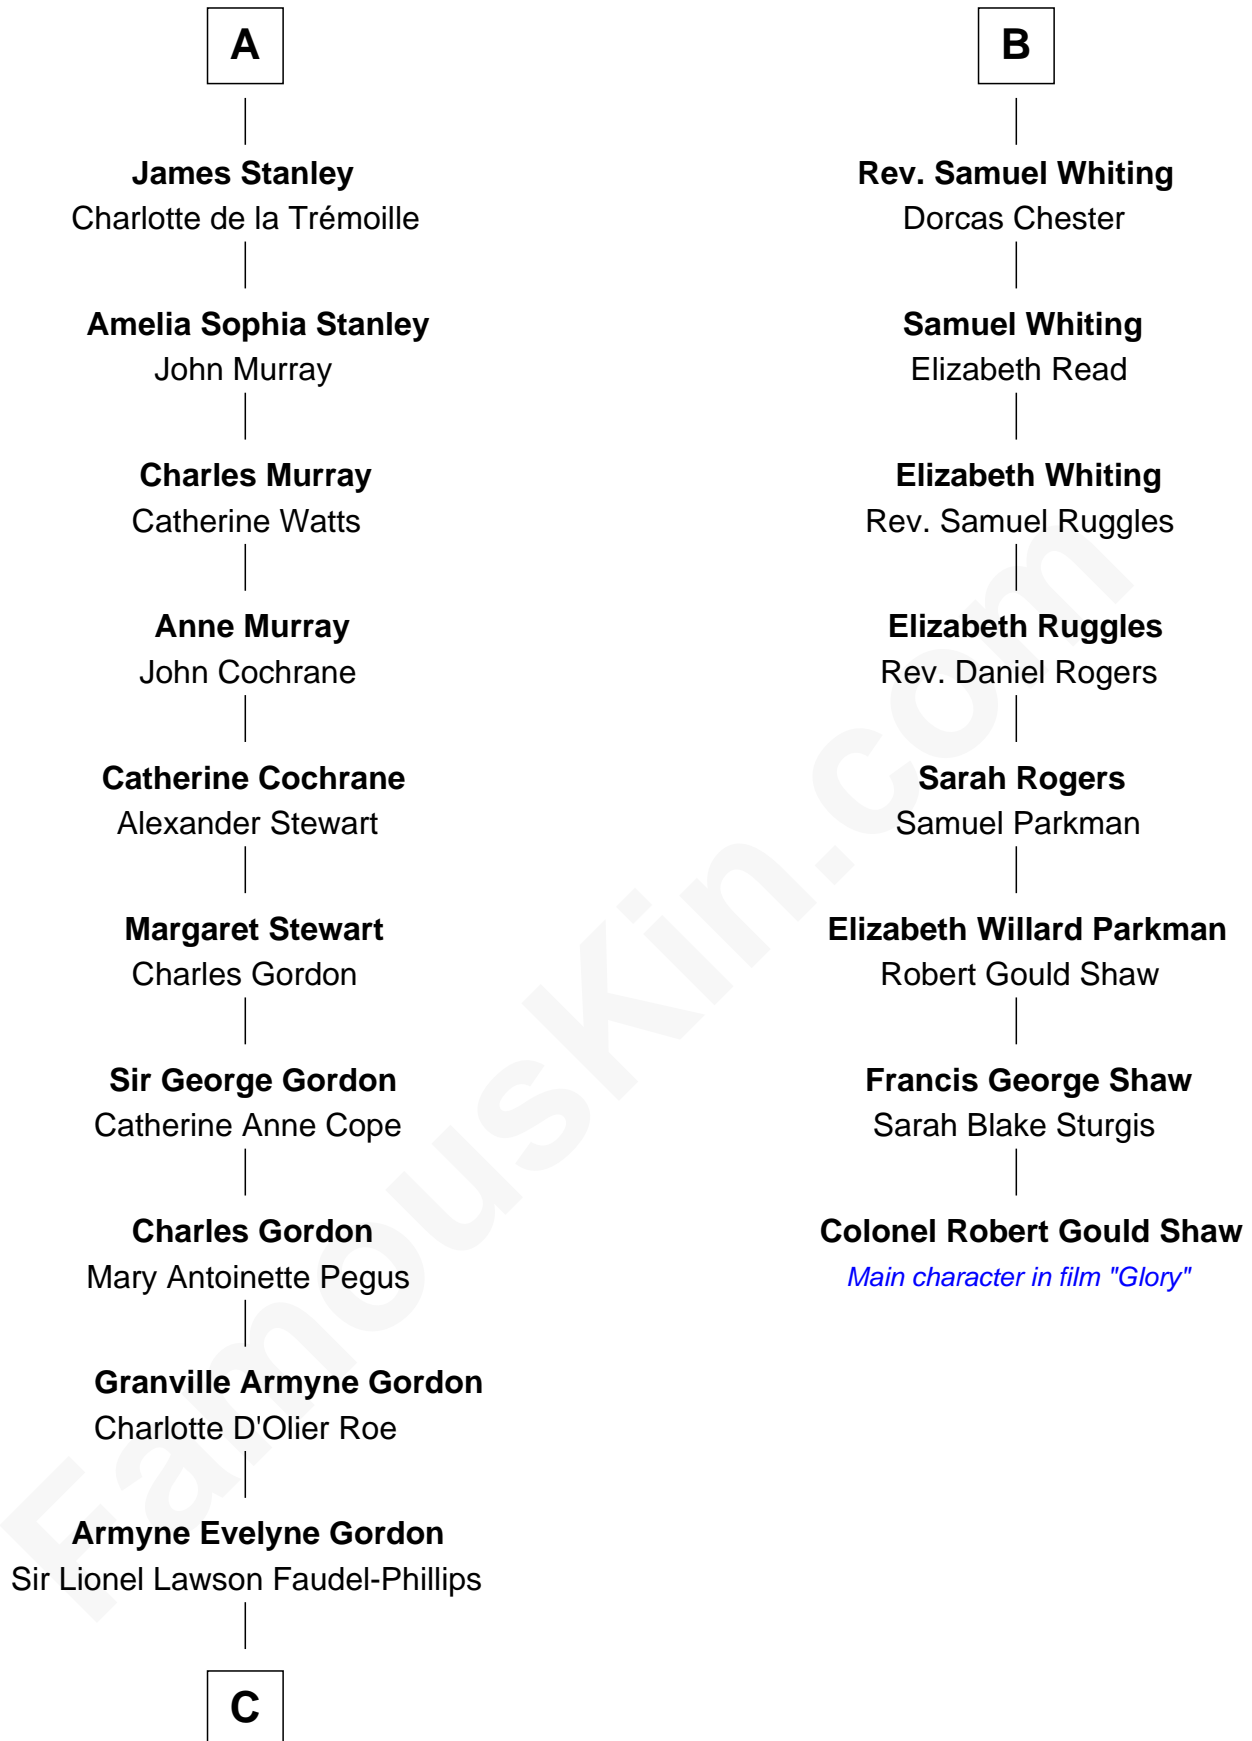 A
James Stanley
Charlotte de la Trémoille
Amelia Sophia Stanley
John Murray
Charles Murray
Catherine Watts
Anne Murray
John Cochrane
Catherine Cochrane
Alexander Stewart
Margaret Stewart
Charles Gordon
Sir George Gordon
Catherine Anne Cope
Charles Gordon
Mary Antoinette Pegus
Granville Armyne Gordon
Charlotte D'Olier Roe
Armyne Evelyne Gordon
Sir Lionel Lawson Faudel-Phillips
C
B
Rev. Samuel Whiting
Dorcas Chester
Samuel Whiting
Elizabeth Read
Elizabeth Whiting
Rev. Samuel Ruggles
Elizabeth Ruggles
Rev. Daniel Rogers
Sarah Rogers
Samuel Parkman
Elizabeth Willard Parkman
Robert Gould Shaw
Francis George Shaw
Sarah Blake Sturgis
Colonel Robert Gould Shaw
Main character in film "Glory"
FamousKin.com